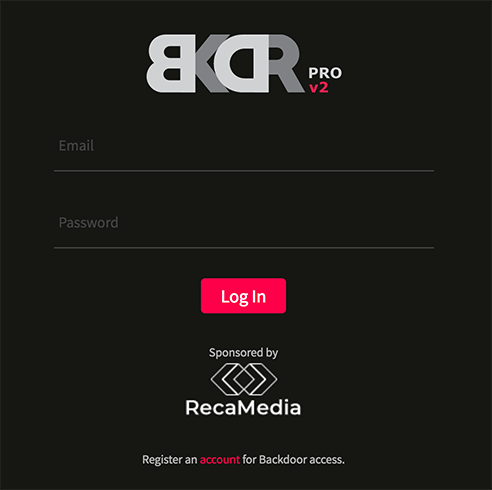 BKDR PRO
v2
Email
Password
Log In
Sponsored by
RecaMedia
Register an account for Backdoor access.